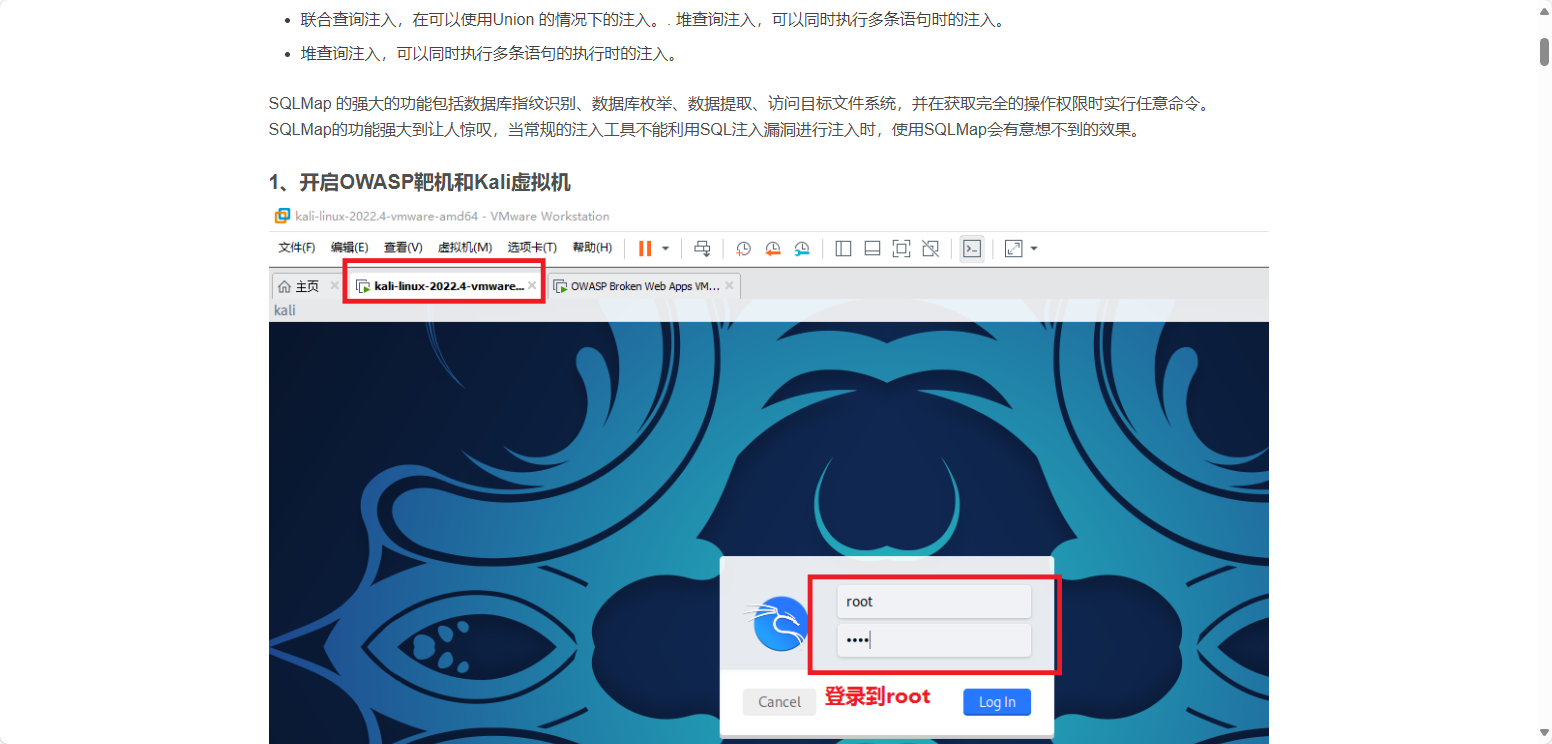 联合查询注入，在可以使用Union 的情况下的注入。. 堆查询注入，可以同时执行多条语句时的注入。
堆查询注入，可以同时执行多条语句的执行时的注入。
SQLMap 的强大的功能包括数据库指纹识别、数据库枚举、数据提取、访问目标文件系统，并在获取完全的操作权限时实行任意命令。
SQLMap的功能强大到让人惊叹，当常规的注入工具不能利用SQL注入漏洞进行注入时，使用SQLMap会有意想不到的效果。
1、开启OWASP靶机和Kali虚拟机
kali-linux-2022.4-vmware-amd64 - VMware Workstation
文件(F) 编辑(E) 查看(V) 虚拟机(M) 选项卡(T) 帮助(H)
主页 kali-linux-2022.4-vmware... OWASP Broken Web Apps VM...
kali
root
••••
Cancel 登录到root Log In